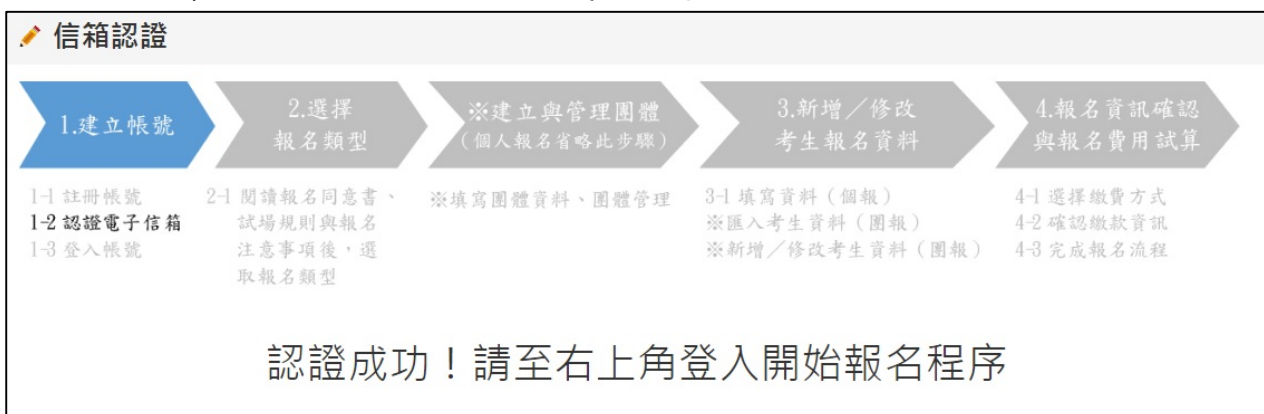 信箱認證
1.建立帳號
2.選擇
報名類型
※建立與管理團體
（個人報名省略此步驟）
3.新增／修改
考生報名資料
4.報名資訊確認
與報名費用試算
1-1 註冊帳號
1-2 認證電子信箱
1-3 登入帳號
2-1 閱讀報名同意書、
試場規則與報名
注意事項後，選
取報名類型
※填寫團體資料、團體管理
3-1 填寫資料（個報）
※匯入考生資料（團報）
※新增／修改考生資料（團報）
4-1 選擇繳費方式
4-2 確認繳款資訊
4-3 完成報名流程
認證成功！請至右上角登入開始報名程序